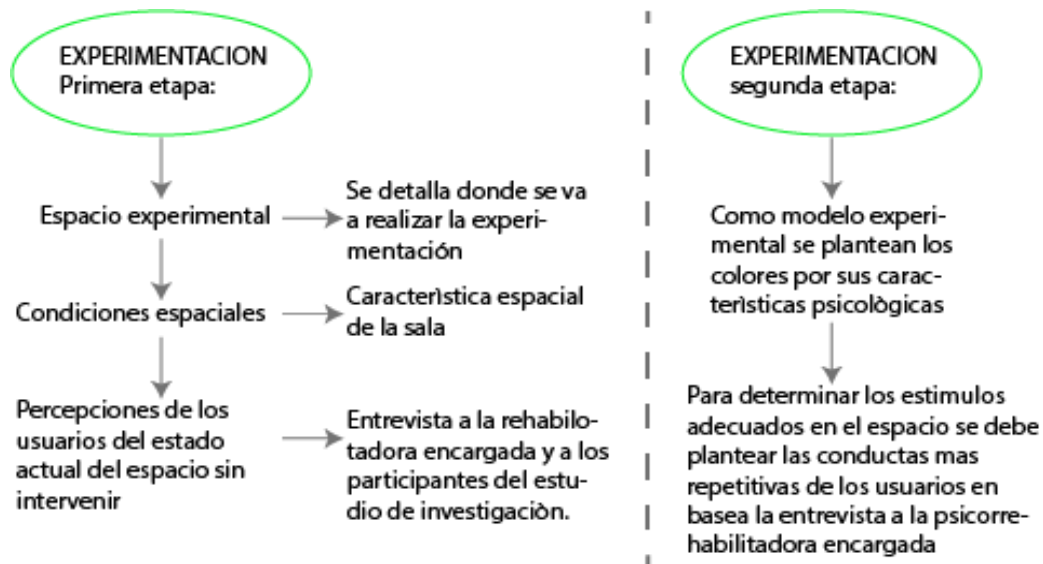 EXPERIMENTACION
Primera etapa:
Espacio experimental
Se detalla donde se va
a realizar la experi-
mentación
Condiciones espaciales
Caracterìstica espacial
de la sala
Percepciones de los
usuarios del estado
actual del espacio sin
intervenir
Entrevista a la rehabilo-
tadora encargada y a los
participantes del estu-
dio de investigaciòn.
EXPERIMENTACION
segunda etapa:
Como modelo experi-
mental se plantean los
colores por sus carac-
terìsticas psicològicas
Para determinar los estimulos
adecuados en el espacio se debe
plantear las conductas mas
repetitivas de los usuarios en
basea la entrevista a la psicorre-
habilitadora encargada